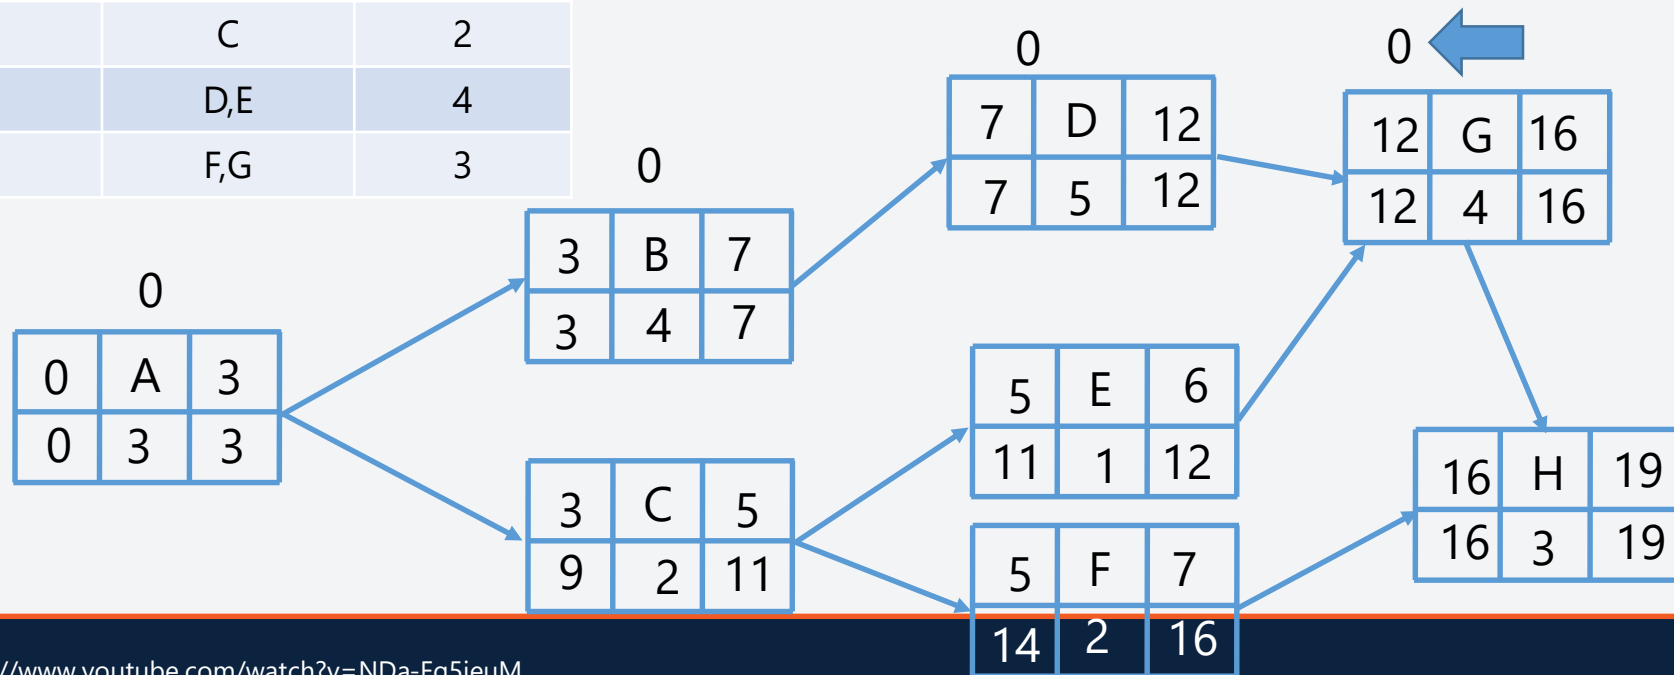 C 2
D,E 4
F,G 3
0
0 A 3
0 3 3
0
3 B 7
3 4 7
3 C 5
9 2 11
0
7 D 12
7 5 12
5 E 6
11 1 12
5 F 7
14 2 16
0
12 G 16
12 4 16
16 H 19
16 3 19